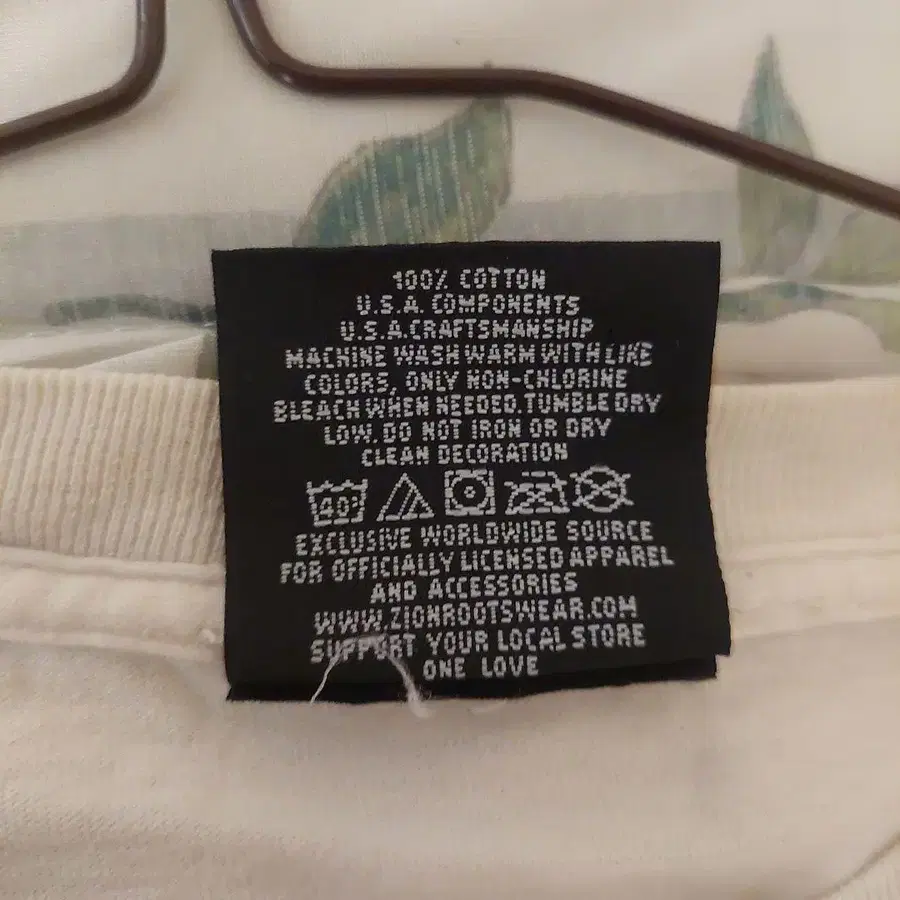 100% COTTON
U.S.A. COMPONENTS
U.S.A.CRAFTSMANSHIP
MACHINE WASH WARM WITH LIKE
COLORS, ONLY NON-CHLORINE
BLEACH WHEN NEEDED. TUMBLE DRY
LOW. DO NOT IRON OR DRY
CLEAN DECORATION
40°
EXCLUSIVE WORLDWIDE SOURCE
FOR OFFICIALLY LICENSED APPAREL
AND ACCESSORIES
WWW.ZIONROOTSWEAR.COM
SUPPORT YOUR LOCAL STORE
ONE LOVE